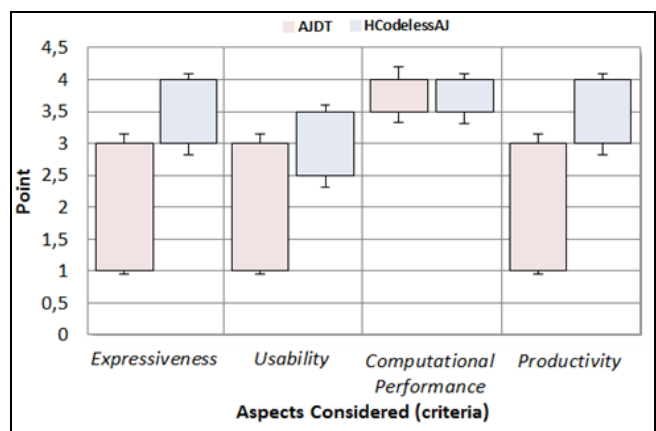 AJDT HCodelessAJ
4,5
4
3,5
3
2,5
2
1,5
1
0,5
0
Point
Expressiveness Usability Computational Performance Productivity
Aspects Considered (criteria)